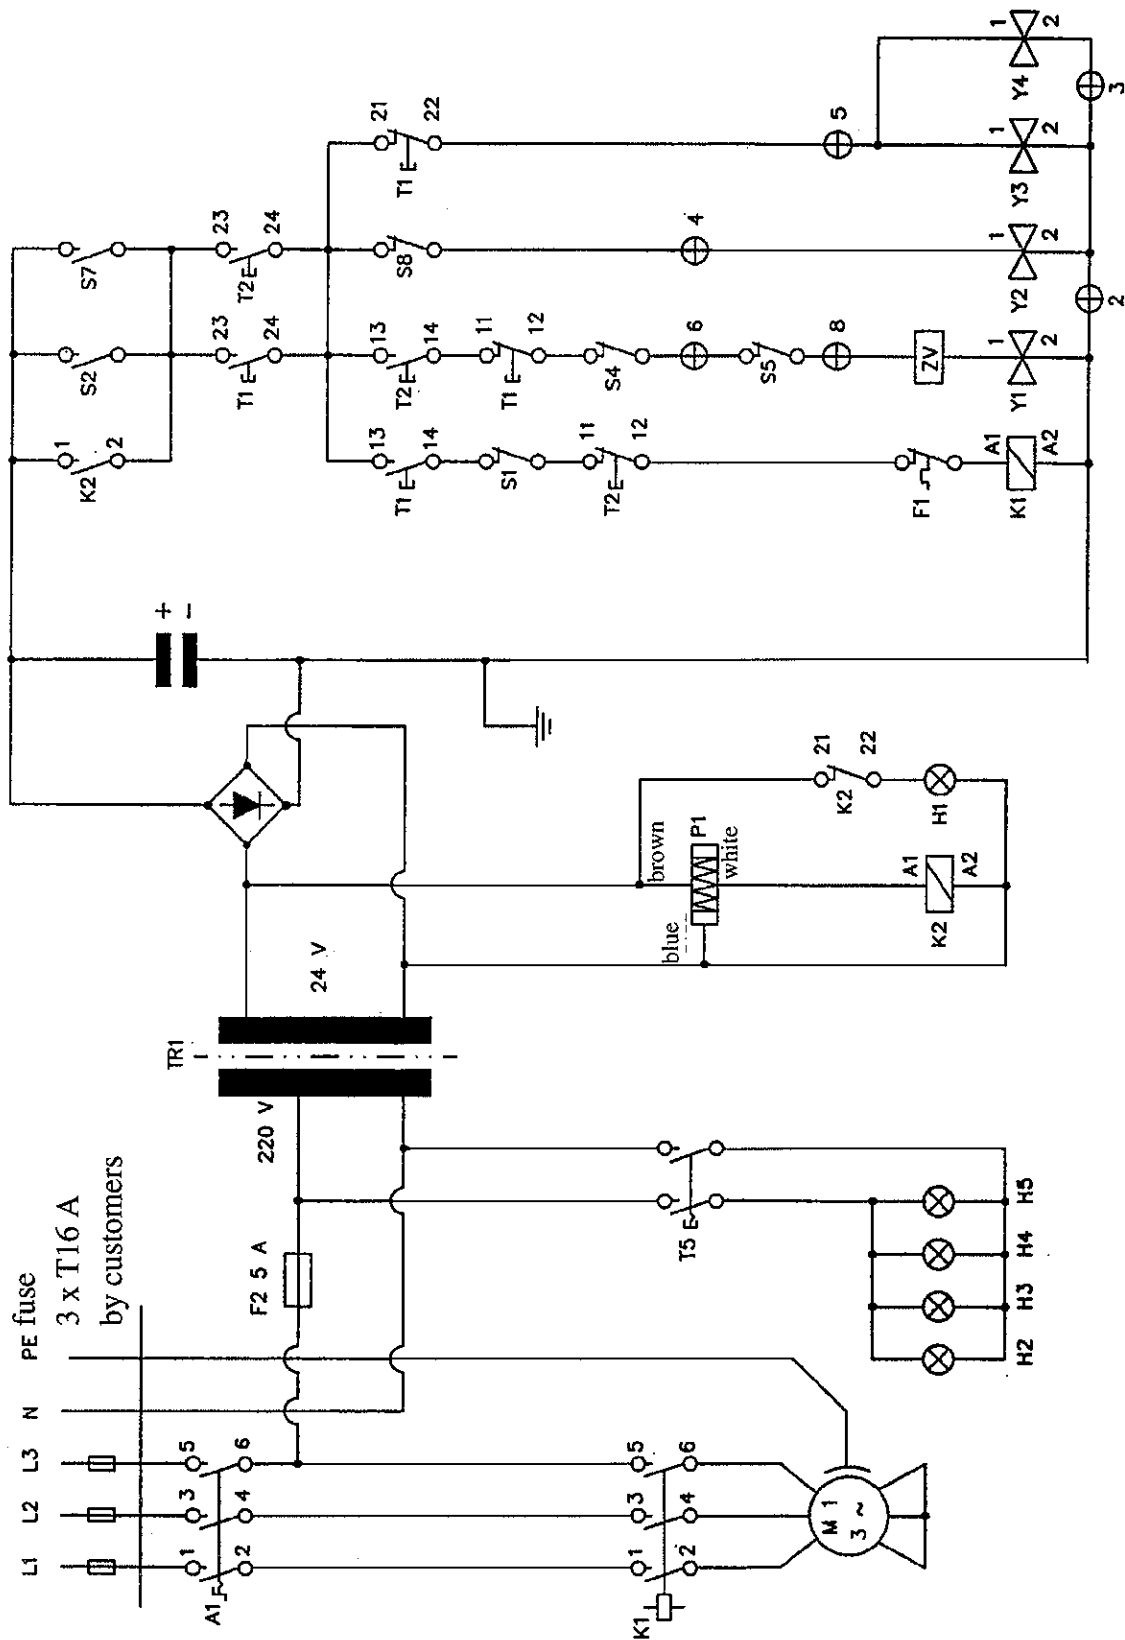 L1
L2
L3
N
PE fuse
3 x T16 A
by customers
1
3
5
A1
2
4
6
F2 5 A
220 V
TR1
24 V
1
3
5
K1
2
4
6
M 1
3 ~
T5
H2
H3
H4
H5
blue
brown
P1
white
K2
A1
A2
K2
21
22
H1
+
-
K2
1
2
S2
S7
T1
23
24
T2
23
24
T1
13
14
S1
T2
11
12
F1
K1
A1
A2
T2
13
14
T1
11
12
S4
6
S5
8
ZV
Y1
1
2
S8
4
Y2
1
2
2
T1
21
22
5
Y3
1
2
Y4
1
2
3